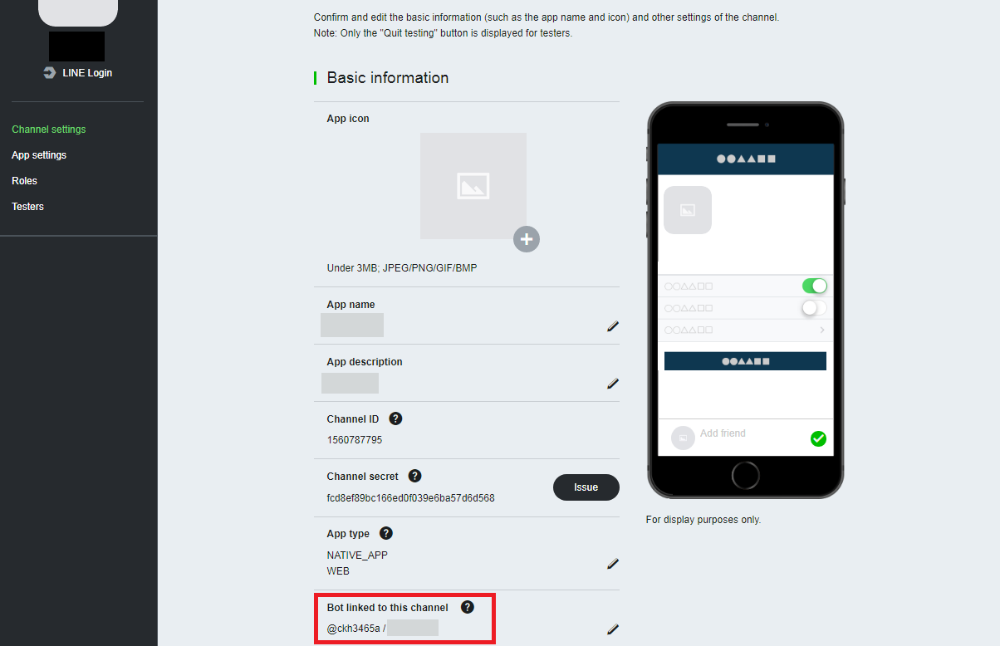 Confirm and edit the basic information (such as the app name and icon) and other settings of the channel.
Note: Only the "Quit testing" button is displayed for testers.
LINE Login
Channel settings
App settings
Roles
Testers
Basic information
App icon
Under 3MB; JPEG/PNG/GIF/BMP
App name
App description
Channel ID ?
1560787795
Channel secret ?
fcd8ef89bc166ed0f039e6ba57d6d568
Issue
App type ?
NATIVE_APP
WEB
Bot linked to this channel ?
@ckh3465a /
●●▲▲■■
○○△△□□
○○△△□□
○○△△□□
●●▲▲■■
Add friend
For display purposes only.